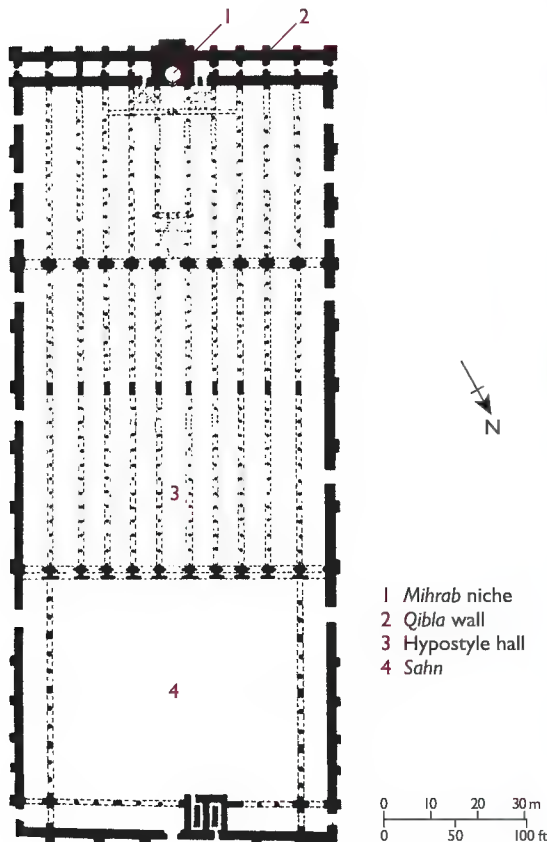 1 2
3
N
1 Mihrab niche
2 Qibla wall
3 Hypostyle hall
4 Sahn
4
0 10 20 30 m
0 50 100 ft